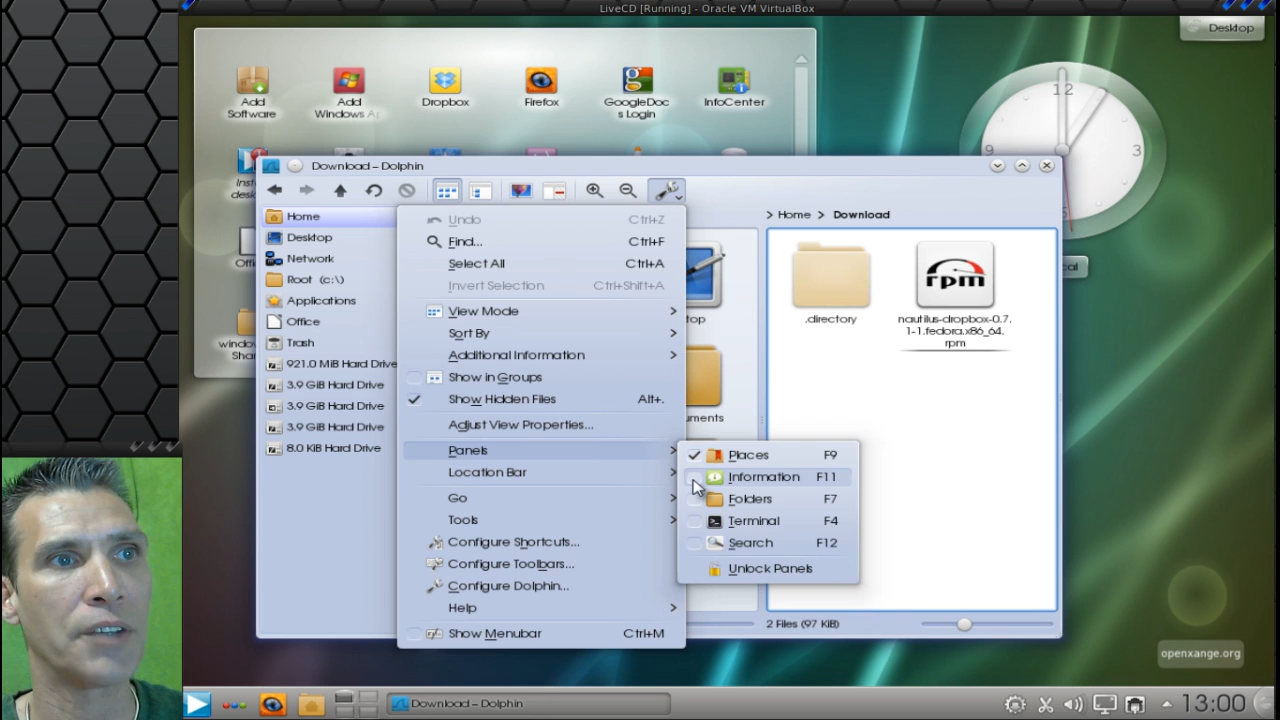 LiveCD [Running] - Oracle VM VirtualBox
Desktop
Add
Software
Add
Windows Ap
Dropbox
Firefox
GoogleDoc
s Login
InfoCenter
12
9
3
Download – Dolphin
Home
Desktop
Network
Root (c:\)
Applications
Office
Trash
921.0 MiB Hard Drive
3.9 GiB Hard Drive
3.9 GiB Hard Drive
3.9 GiB Hard Drive
8.0 KiB Hard Drive
Undo Ctrl+Z
Find... Ctrl+F
Select All Ctrl+A
Invert Selection Ctrl+Shift+A
View Mode
Sort By
Additional Information
Show in Groups
Show Hidden Files Alt+.
Adjust View Properties...
Panels
Location Bar
Go
Tools
Configure Shortcuts...
Configure Toolbars...
Configure Dolphin...
Help
Show Menubar Ctrl+M
Places F9
Information F11
Folders F7
Terminal F4
Search F12
Unlock Panels
> Home > Download
.directory
rpm
nautilus-dropbox-0.7.
1-1.fedora.x86_64.
rpm
2 Files (97 KiB)
openxange.org
Download – Dolphin
13:00